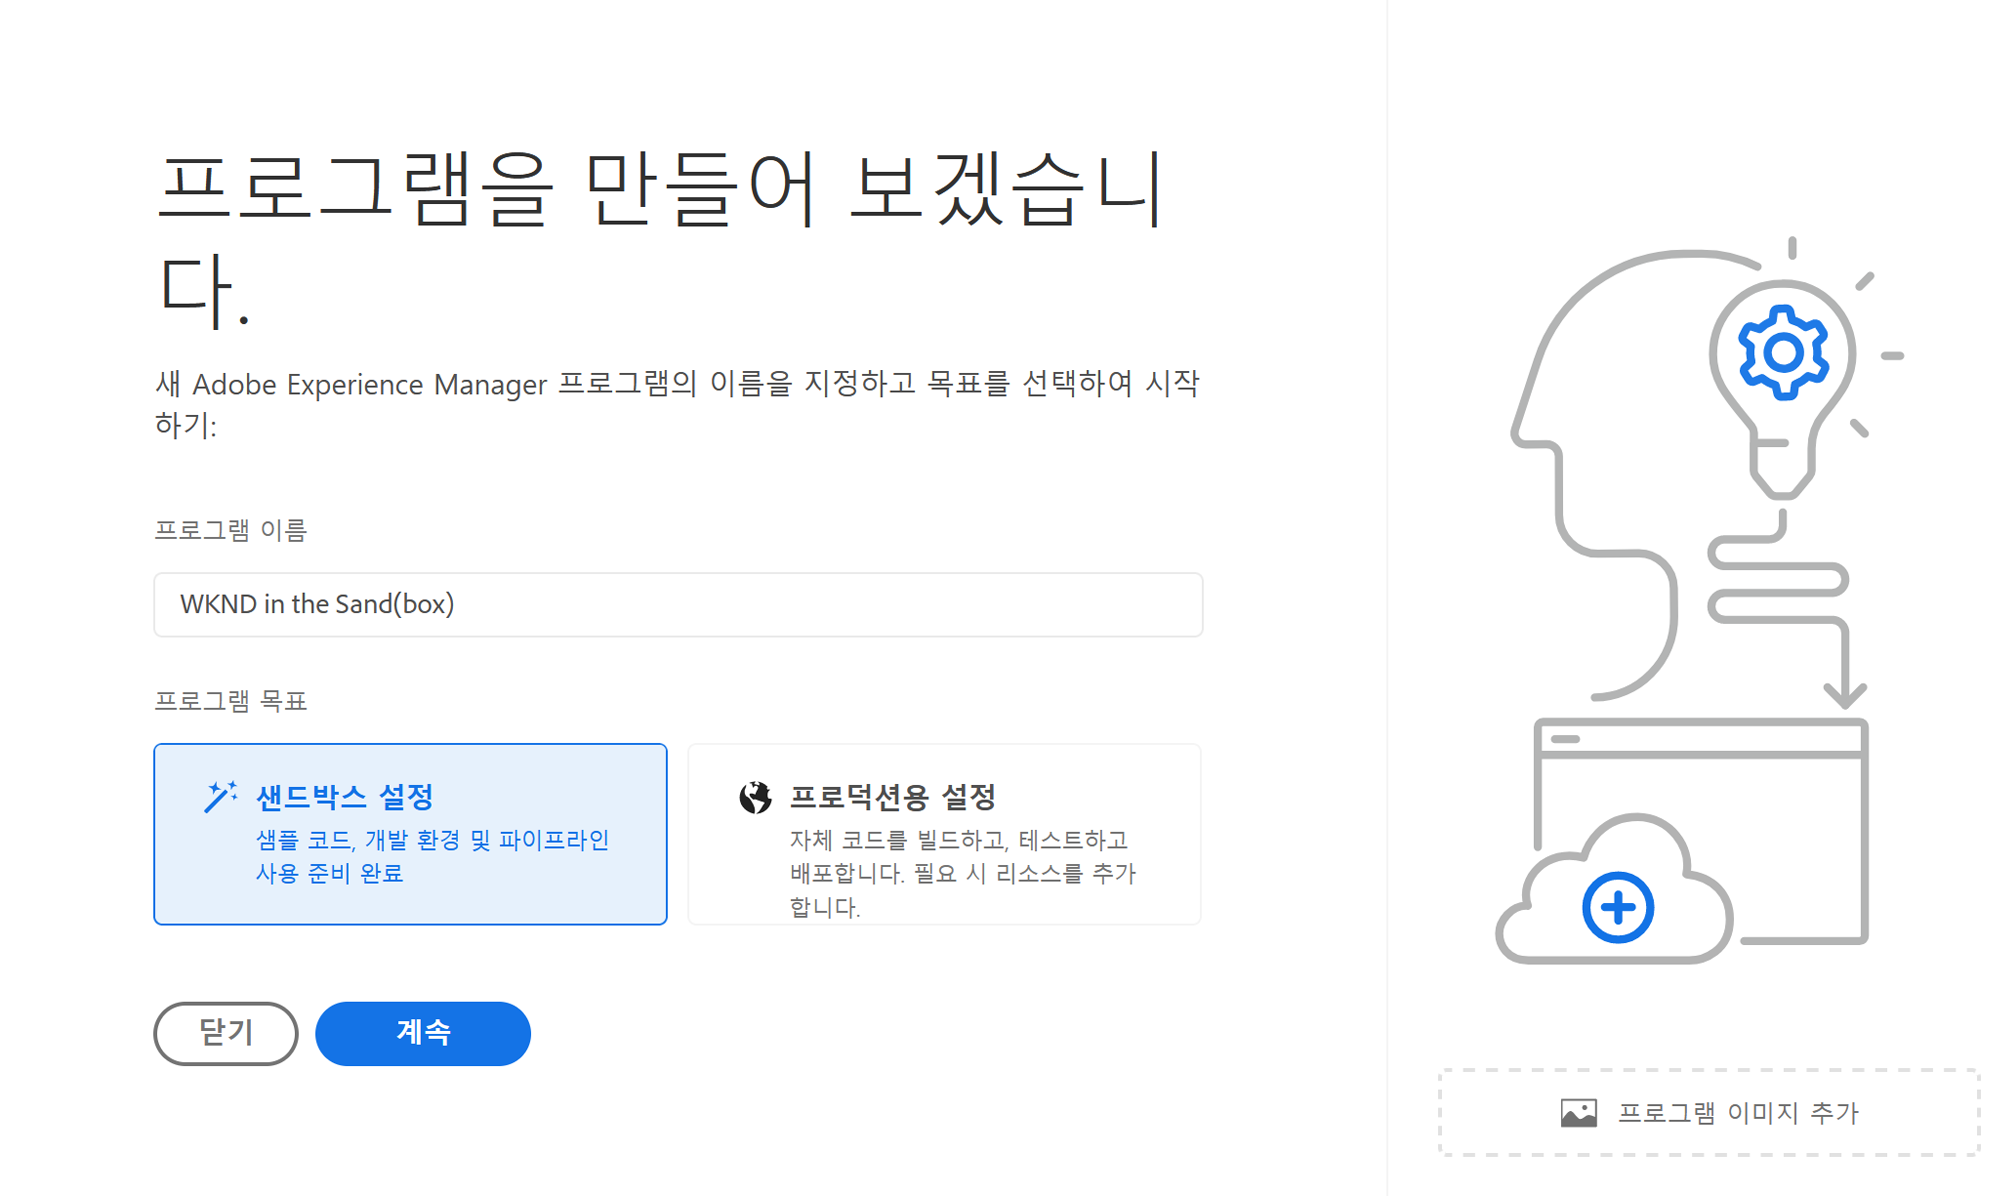 프로그램을 만들어 보겠습니
다.
새 Adobe Experience Manager 프로그램의 이름을 지정하고 목표를 선택하여 시작
하기:
프로그램 이름
WKND in the Sand(box)
프로그램 목표
샌드박스 설정
샘플 코드, 개발 환경 및 파이프라인
사용 준비 완료
프로덕션용 설정
자체 코드를 빌드하고, 테스트하고
배포합니다. 필요 시 리소스를 추가
합니다.
닫기
계속
프로그램 이미지 추가